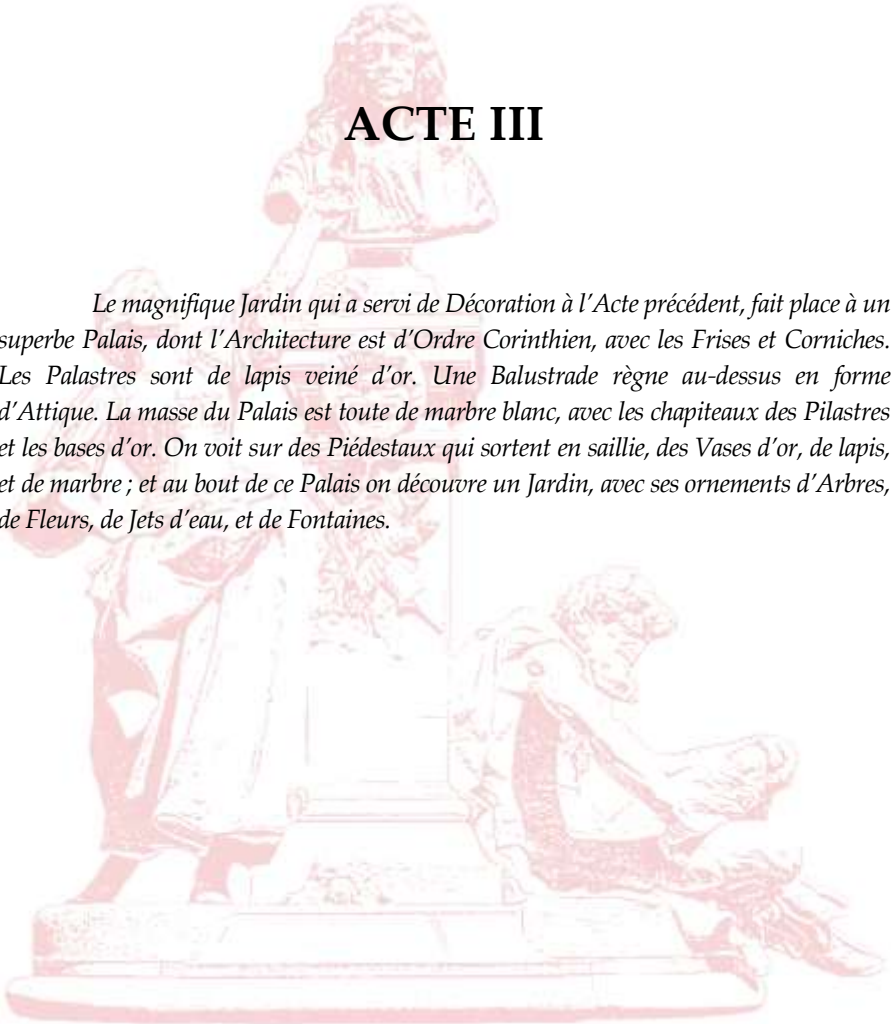 ACTE III
Le magnifique Jardin qui a servi de Décoration à l’Acte précédent, fait place à un
superbe Palais, dont l’Architecture est d’Ordre Corinthien, avec les Frises et Corniches.
Les Palastres sont de lapis veiné d’or. Une Balustrade règne au-dessus en forme
d’Attique. La masse du Palais est toute de marbre blanc, avec les chapiteaux des Pilastres
et les bases d’or. On voit sur des Piédestaux qui sortent en saillie, des Vases d’or, de lapis,
et de marbre ; et au bout de ce Palais on découvre un Jardin, avec ses ornements d’Arbres,
de Fleurs, de Jets d’eau, et de Fontaines.